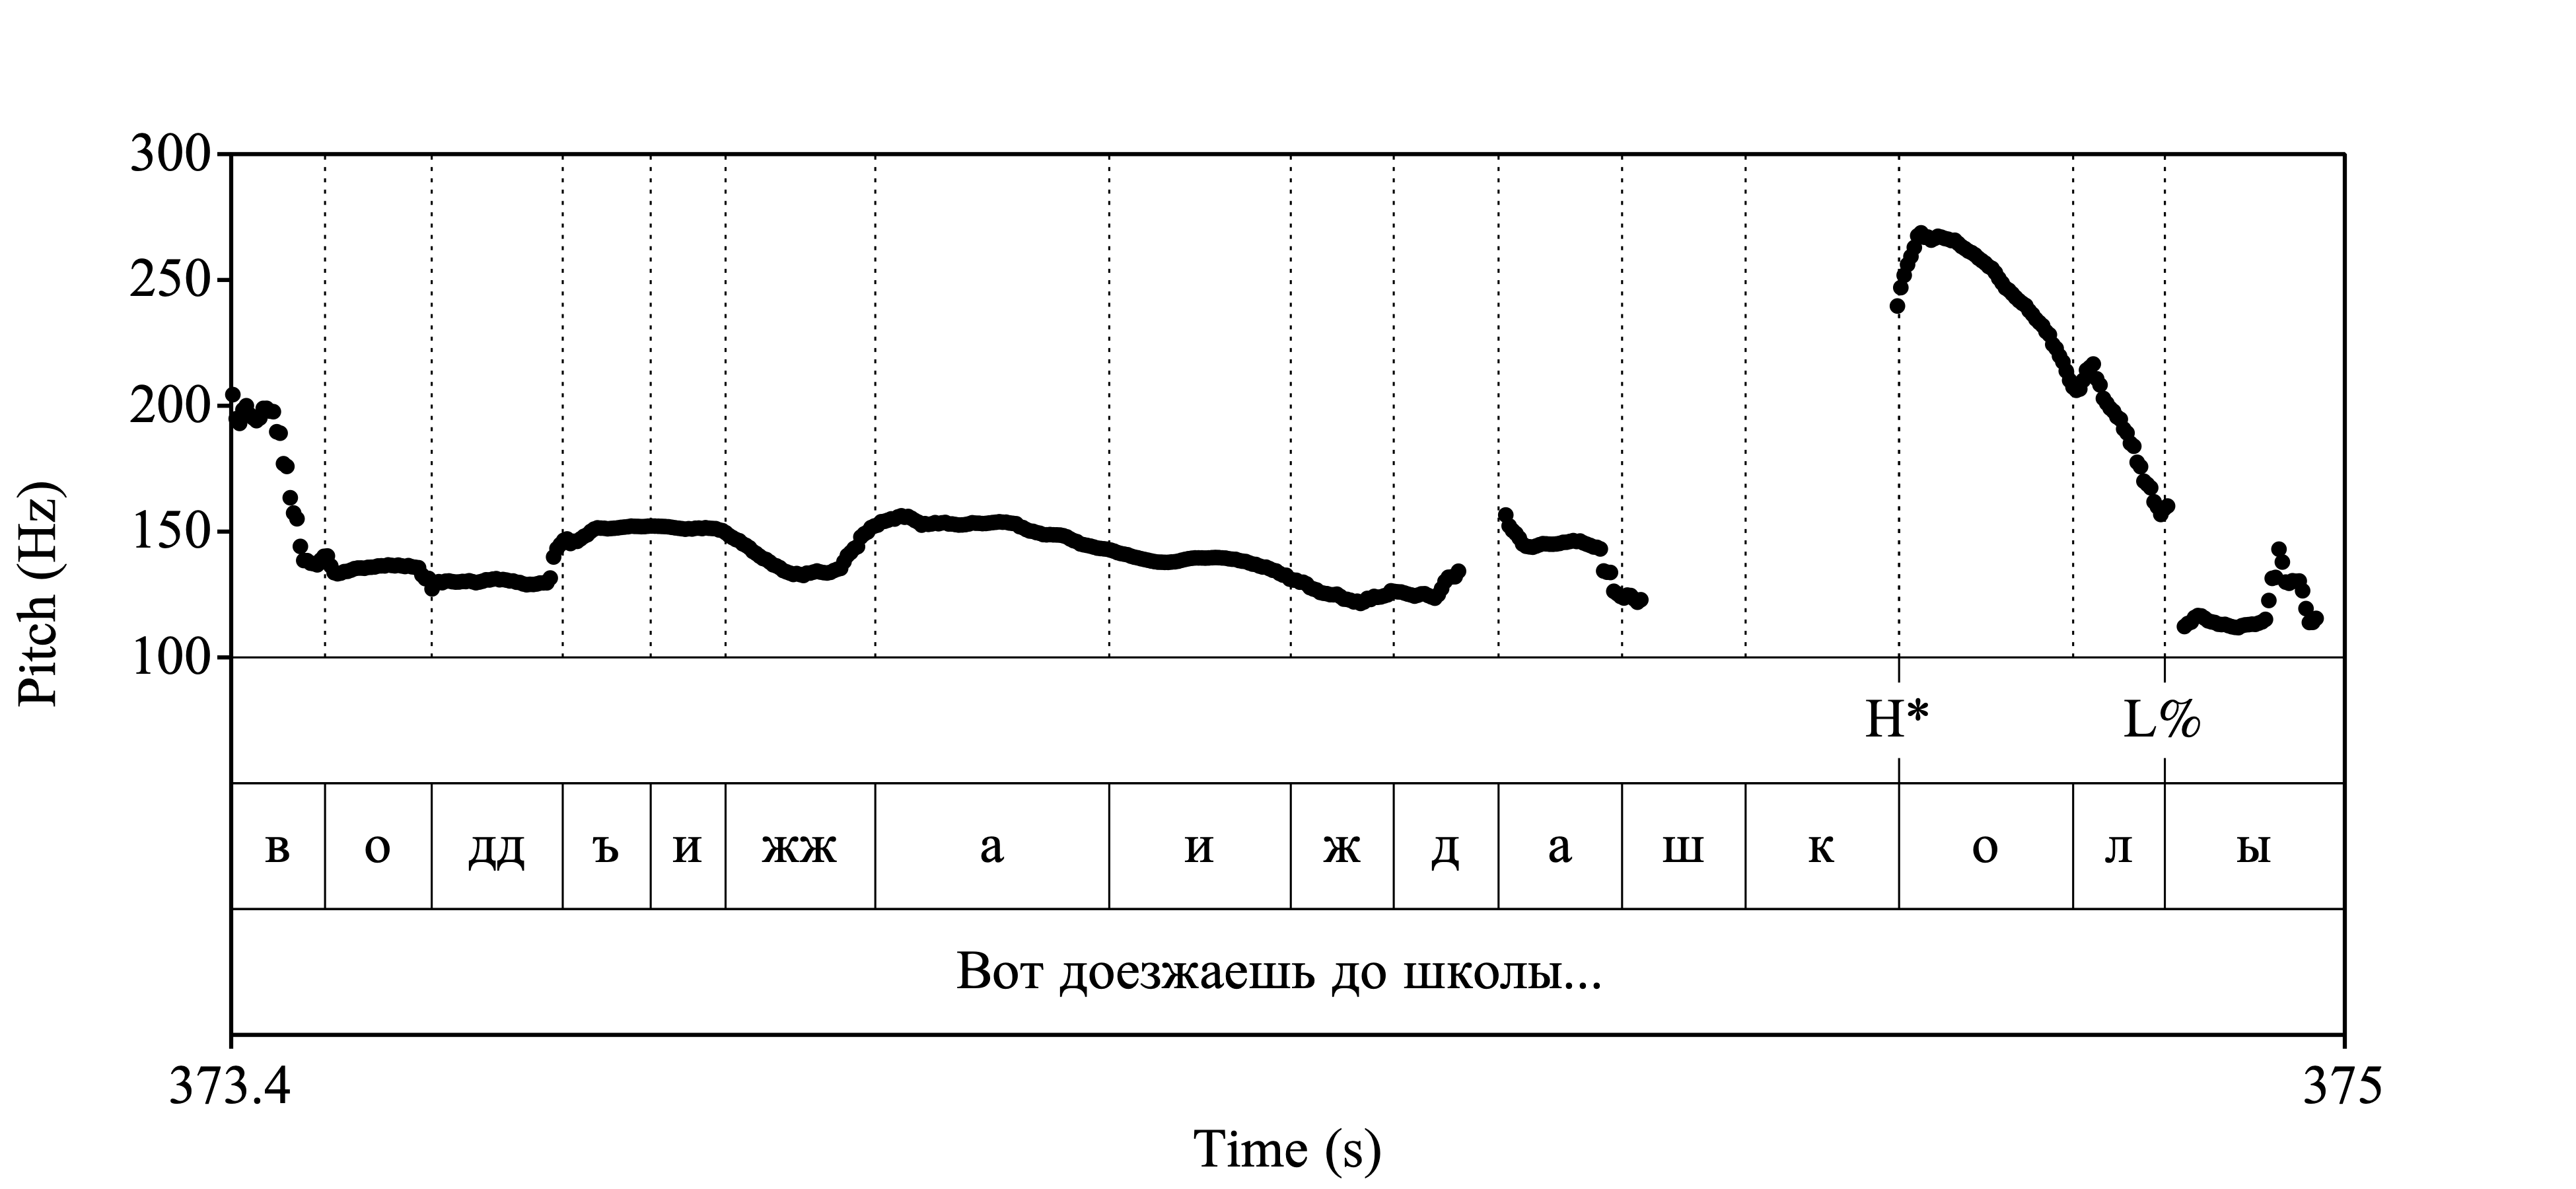 300
250
200
150
100
Pitch (Hz)
H* L%
в о дд ъ и жж а и ж д а ш к о л ы
Вот доезжаешь до школы...
373.4 375
Time (s)